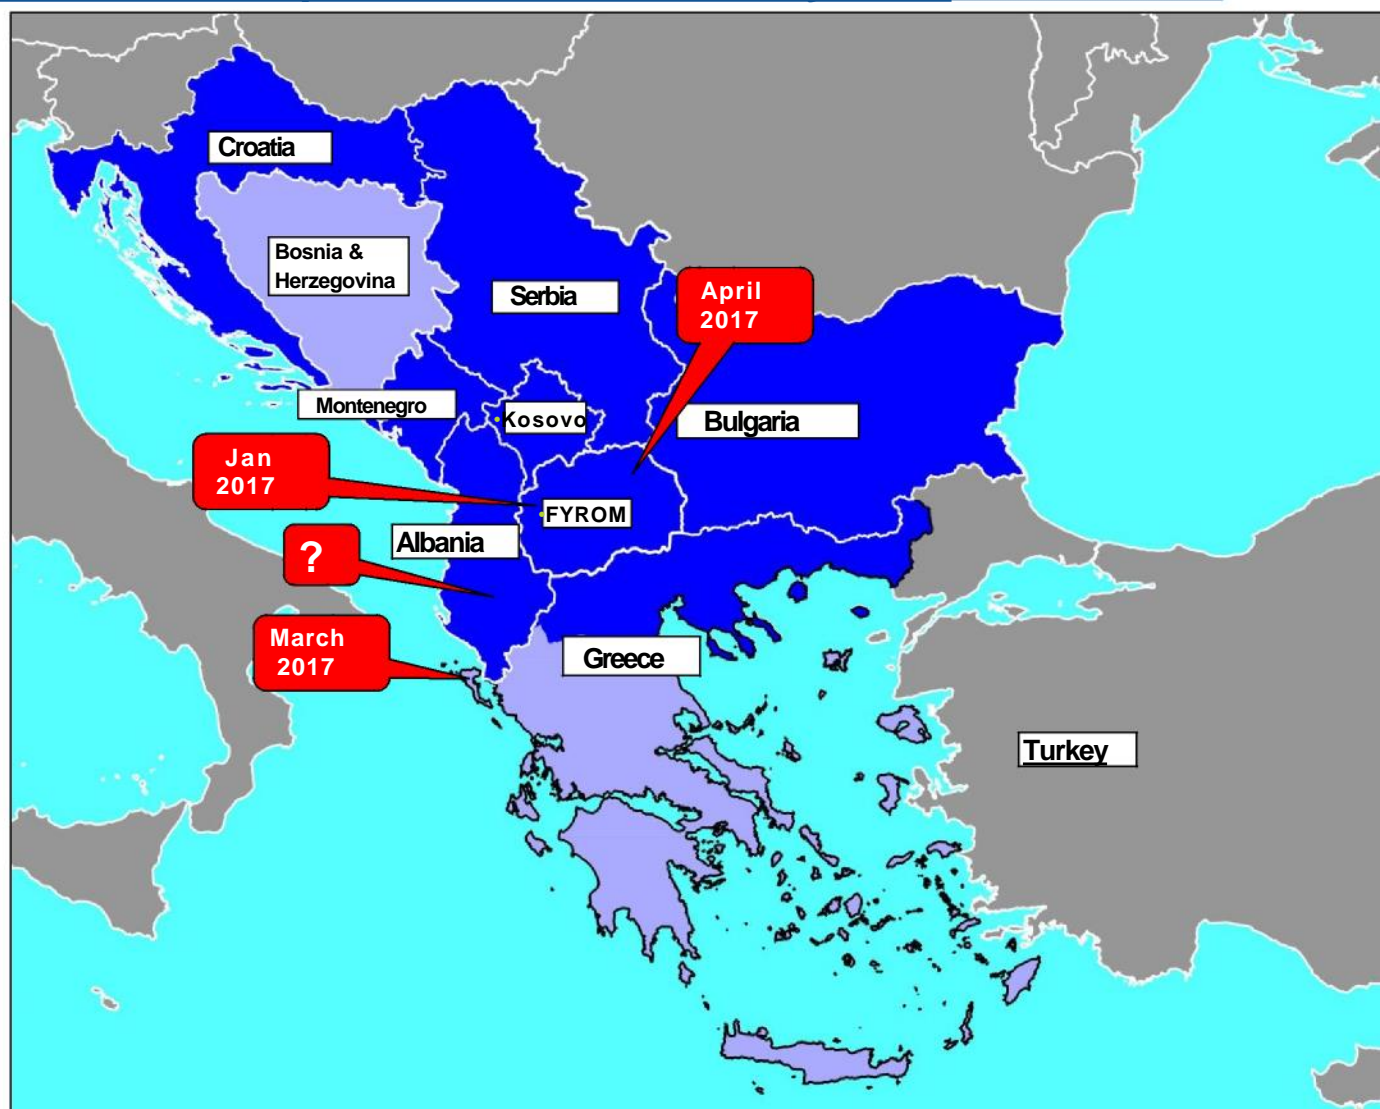 Croatia
Bosnia &
Herzegovina
Serbia
April
2017
Montenegro
Kosovo
Bulgaria
Jan
2017
FYROM
Albania
?
March
2017
Greece
Turkey